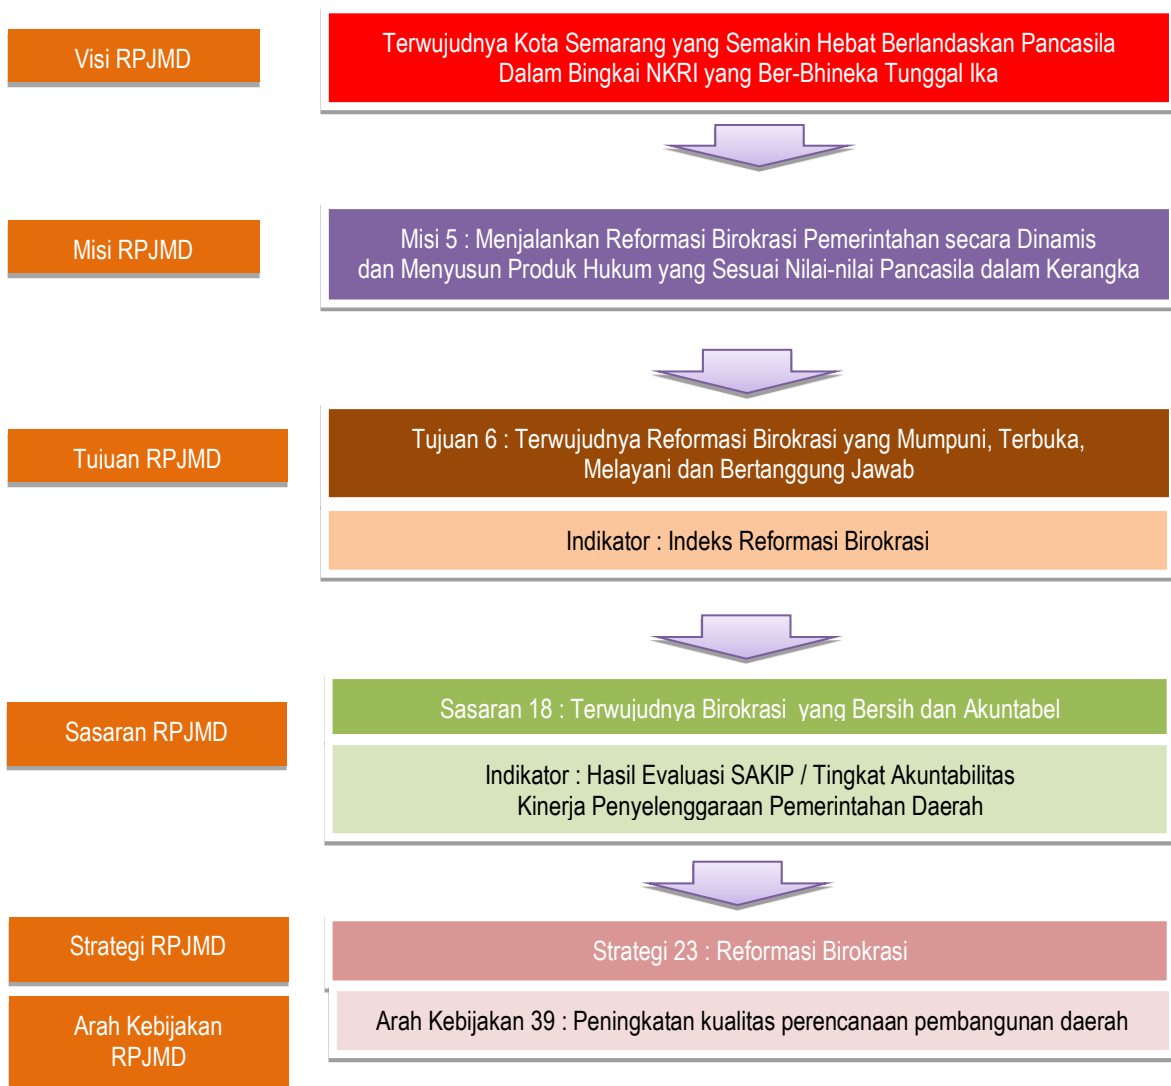 Visi RPJMD
Terwujudnya Kota Semarang yang Semakin Hebat Berlandaskan Pancasila
Dalam Bingkai NKRI yang Ber-Bhineka Tunggal Ika
Misi RPJMD
Misi 5 : Menjalankan Reformasi Birokrasi Pemerintahan secara Dinamis
dan Menyusun Produk Hukum yang Sesuai Nilai-nilai Pancasila dalam Kerangka
Tujuan RPJMD
Tujuan 6 : Terwujudnya Reformasi Birokrasi yang Mumpuni, Terbuka,
Melayani dan Bertanggung Jawab
Indikator : Indeks Reformasi Birokrasi
Sasaran RPJMD
Sasaran 18 : Terwujudnya Birokrasi yang Bersih dan Akuntabel
Indikator : Hasil Evaluasi SAKIP / Tingkat Akuntabilitas
Kinerja Penyelenggaraan Pemerintahan Daerah
Strategi RPJMD
Strategi 23 : Reformasi Birokrasi
Arah Kebijakan
RPJMD
Arah Kebijakan 39 : Peningkatan kualitas perencanaan pembangunan daerah